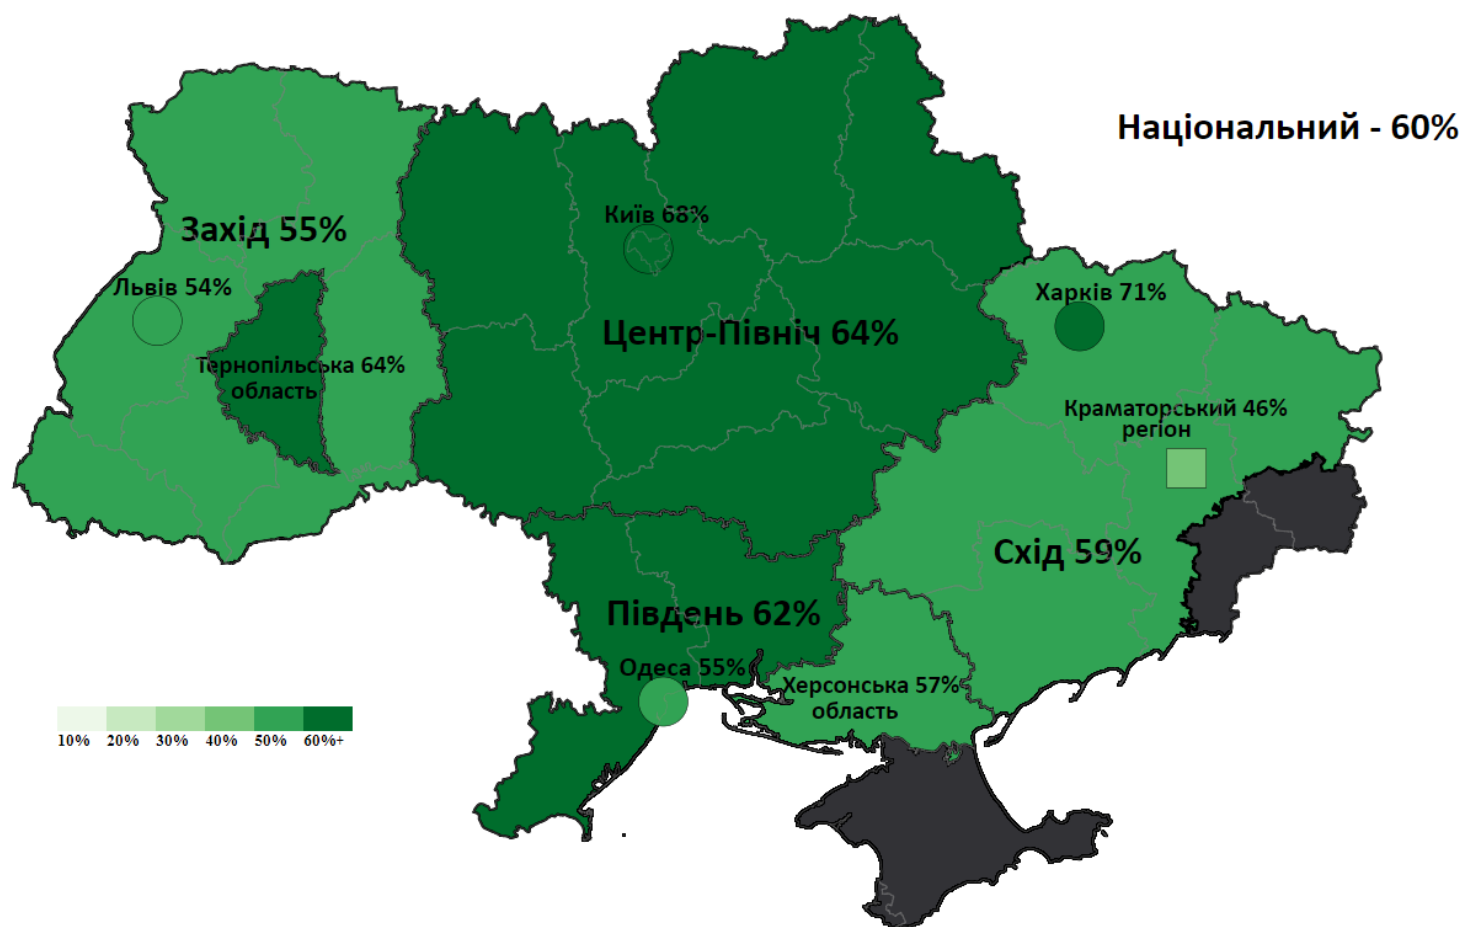 Національний - 60%
Київ 68%
Захід 55%
Львів 54%
Харків 71%
Центр-Північ 64%
Тернопільська 64%
область
Краматорський 46%
регіон
Схід 59%
Південь 62%
Одеса 55%
Херсонська 57%
область
10% 20% 30% 40% 50% 60%+